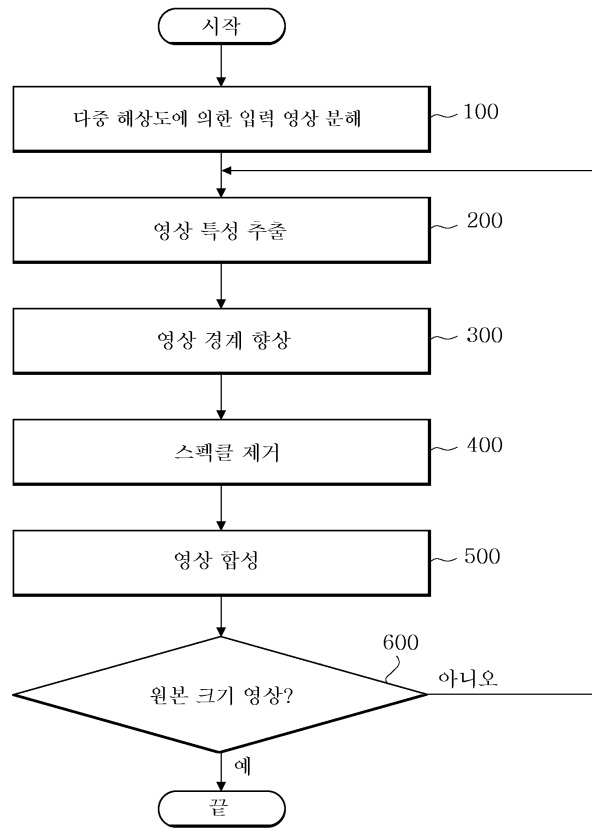 시작
다중 해상도에 의한 입력 영상 분해
100
영상 특성 추출
200
영상 경계 향상
300
스펙클 제거
400
영상 합성
500
600
원본 크기 영상?
아니오
예
끝